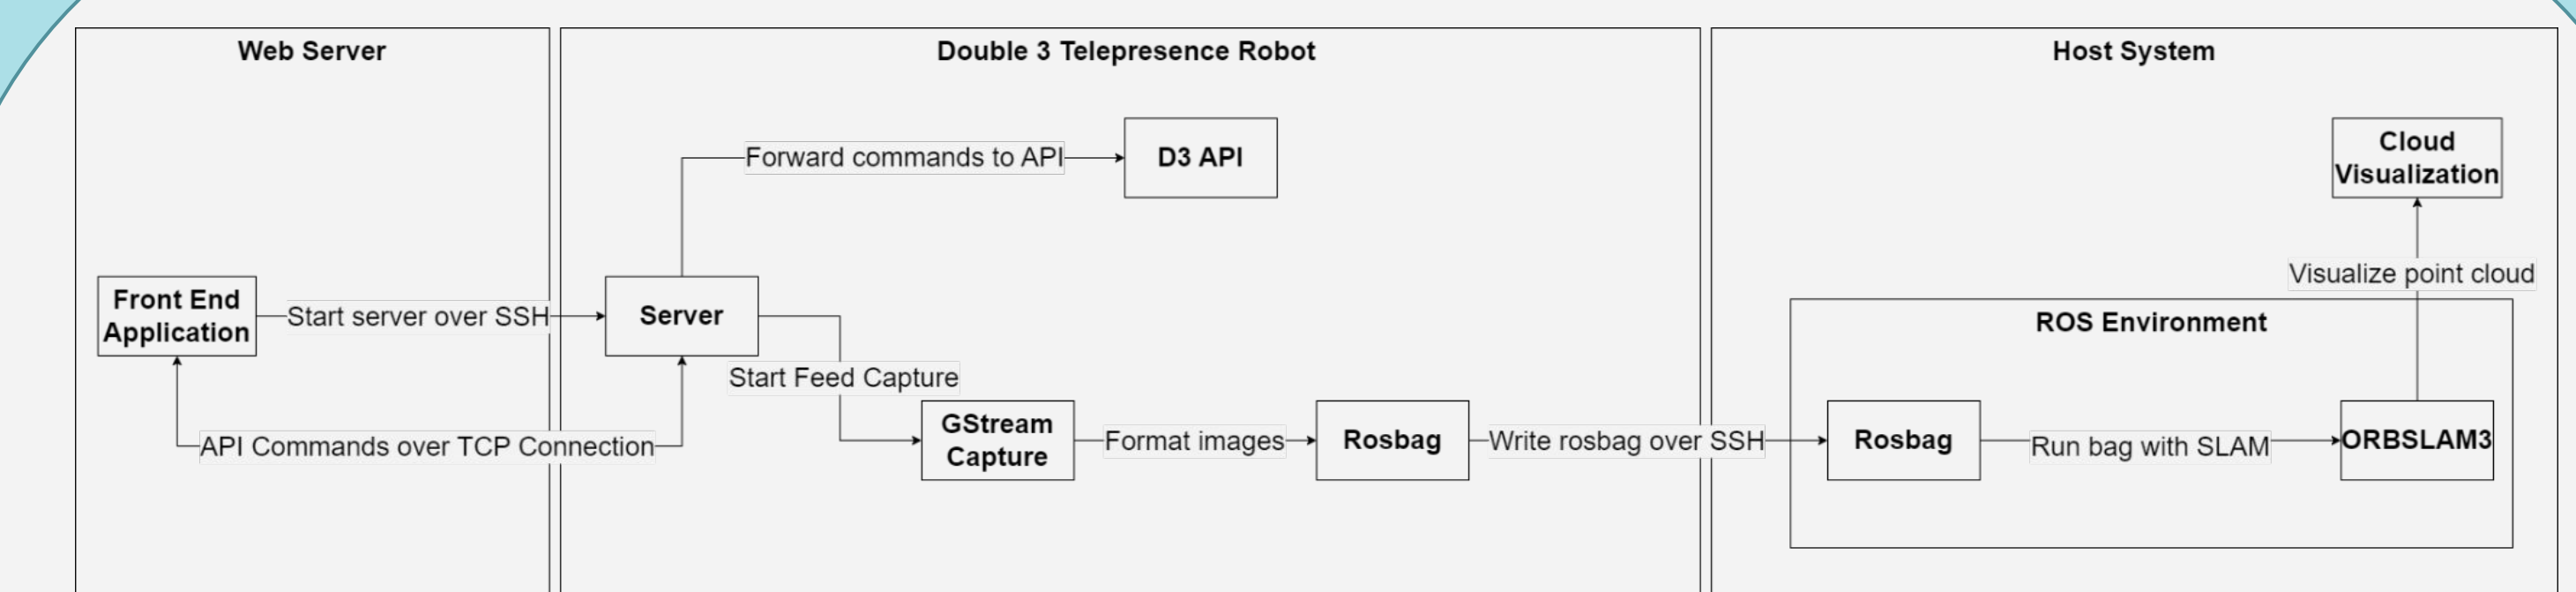 Web Server
Front End
Application
Start server over SSH
API Commands over TCP Connection
Double 3 Telepresence Robot
Forward commands to API
D3 API
Server
Start Feed Capture
GStream
Capture
Format images
Rosbag
Write rosbag over SSH
Host System
Cloud
Visualization
Visualize point cloud
ROS Environment
Rosbag
Run bag with SLAM
ORBSLAM3